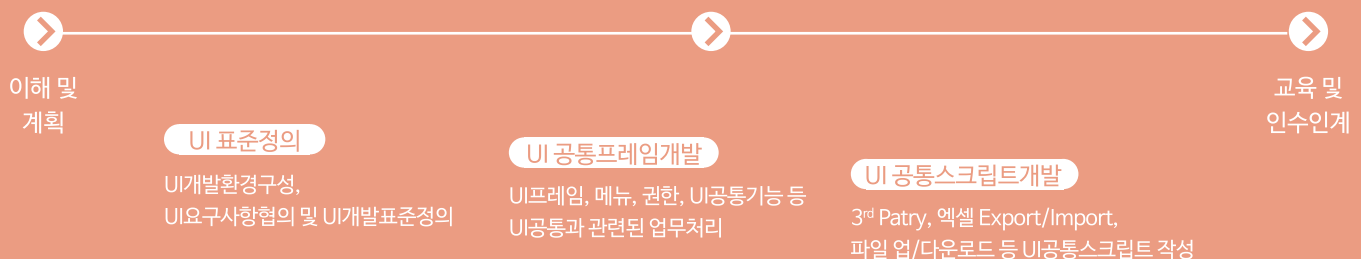 이해 및
계획
UI 표준정의
UI개발환경구성,
UI요구사항협의 및 UI개발표준정의
UI 공통프레임개발
UI프레임, 메뉴, 권한, UI공통기능 등
UI공통과 관련된 업무처리
UI 공통스크립트개발
3rd Patry, 엑셀 Export/Import,
파일 업/다운로드 등 UI공통스크립트 작성
교육 및
인수인계